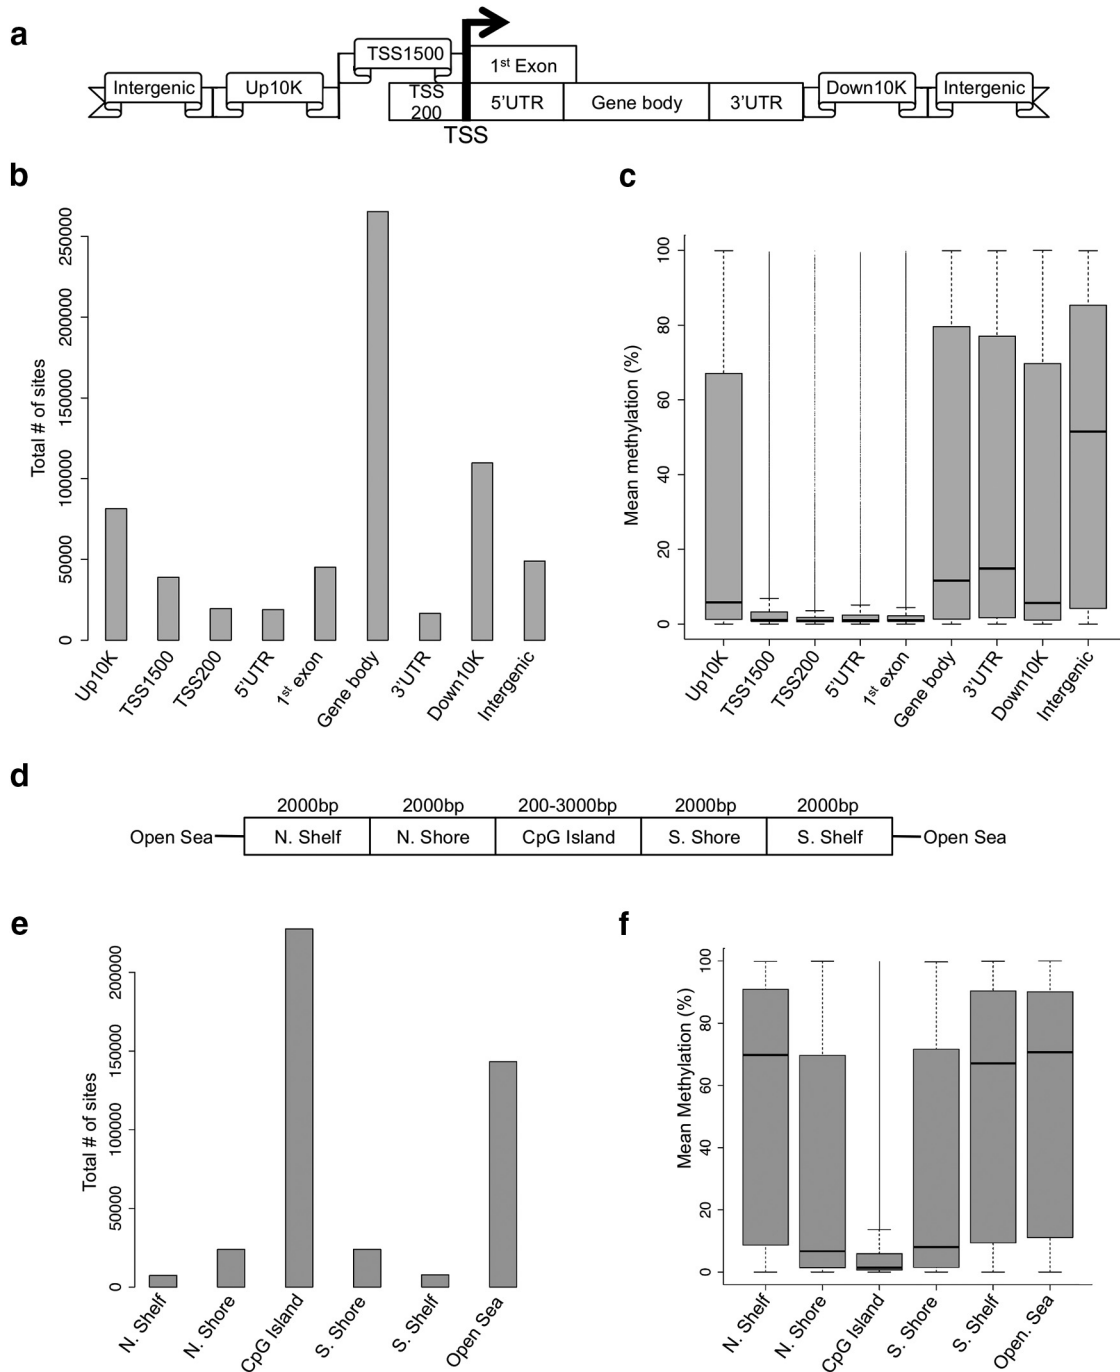 a
TSS1500
1st Exon
Intergenic
Up10K
TSS
200
5'UTR
Gene body
3'UTR
Down10K
Intergenic
TSS
b
Total # of sites
250000
200000
150000
100000
50000
0
Up10K
TSS1500
TSS200
5'UTR
1st exon
Gene body
3'UTR
Down10K
Intergenic
c
Mean methylation (%)
100
80
60
40
20
0
Up10K
TSS1500
TSS200
5'UTR
1st exon
Gene body
3'UTR
Down10K
Intergenic
d
2000bp 2000bp 200-3000bp 2000bp 2000bp
Open Sea N. Shelf N. Shore CpG Island S. Shore S. Shelf Open Sea
e
Total # of sites
200000
150000
100000
50000
0
N. Shelf
N. Shore
CpG Island
S. Shore
S. Shelf
Open Sea
f
Mean Methylation (%)
100
80
60
40
20
0
N. Shelf
N. Shore
CpG Island
S. Shore
S. Shelf
Open. Sea